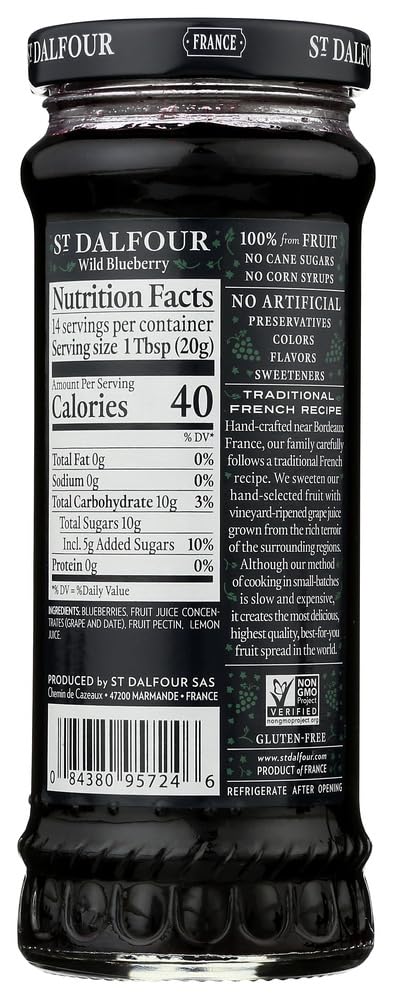 ST DALFOUR
FRANCE
ST DALFO
ST DALFOUR
Wild Blueberry
Nutrition Facts
14 servings per container
Serving size 1 Tbsp (20g)
Amount Per Serving
Calories 40
% DV*
Total Fat 0g 0%
Sodium 0g 0%
Total Carbohydrate 10g 3%
Total Sugars 10g
Incl. 5g Added Sugars 10%
Protein 0g 0%
*% DV = %Daily Value
INGREDIENTS: BLUEBERRIES, FRUIT JUICE CONCEN-
TRATES (GRAPE AND DATE), FRUIT PECTIN, LEMON
JUICE.
PRODUCED by ST DALFOUR SAS
Chemin de Cazeaux • 47200 MARMANDE • FRANCE
0 84380 95724 6
100% from FRUIT
NO CANE SUGARS
NO CORN SYRUPS
NO ARTIFICIAL
PRESERVATIVES
COLORS
FLAVORS
SWEETENERS
TRADITIONAL
FRENCH RECIPE
Hand-crafted near Bordeaux
France, our family carefully
follows a traditional French
recipe. We sweeten our
hand-selected fruit with
vineyard-ripened grape juice
grown from the rich terroir
of the surrounding regions.
Although our method
of cooking in small-batches
is slow and expensive,
it creates the most delicious,
highest quality, best-for-you
fruit spread in the world.
NON
GMO
Project
VERIFIED
nongmoproject.org
GLUTEN-FREE
www.stdalfour.com
PRODUCT of FRANCE
REFRIGERATE AFTER OPENING